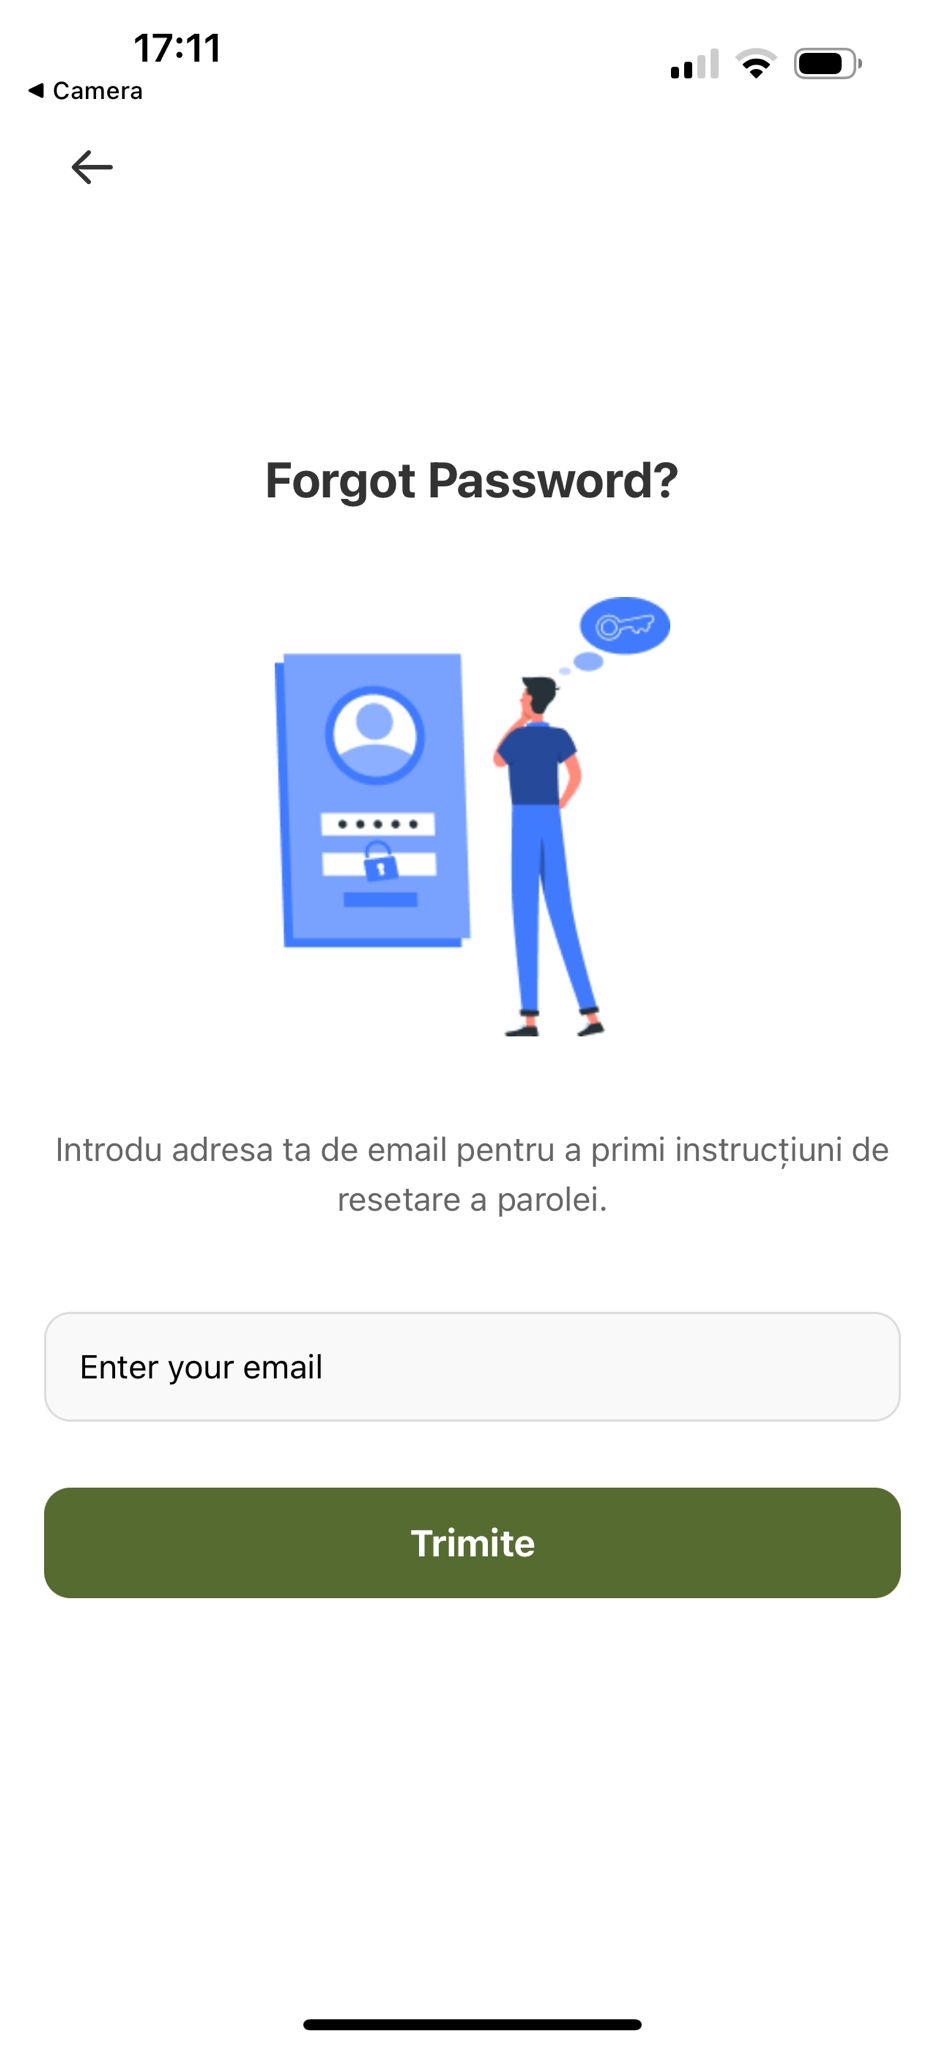 17:11
◀ Camera
Forgot Password?
Introdu adresa ta de email pentru a primi instrucțiuni de
resetare a parolei.
Enter your email
Trimite